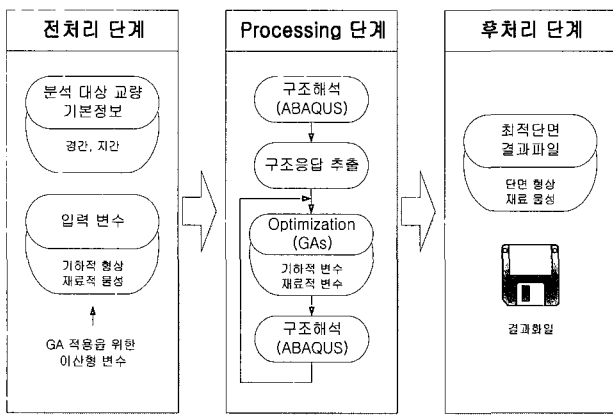 전처리 단계
분석 대상 교량
기본정보
경간, 지간
입력 변수
기하적 형상
재료적 물성
GA 적용을 위한
이산형 변수
Processing 단계
구조해석
(ABAQUS)
구조응답 추출
Optimization
(GAs)
기하적 변수
재료적 변수
구조해석
(ABAQUS)
후처리 단계
최적단면
결과파일
단면 형상
재료 물성
결과화일